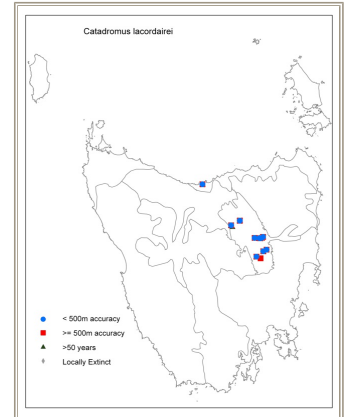 Catadromus lacordairei
< 500m accuracy
>= 500m accuracy
>50 years
Locally Extinct